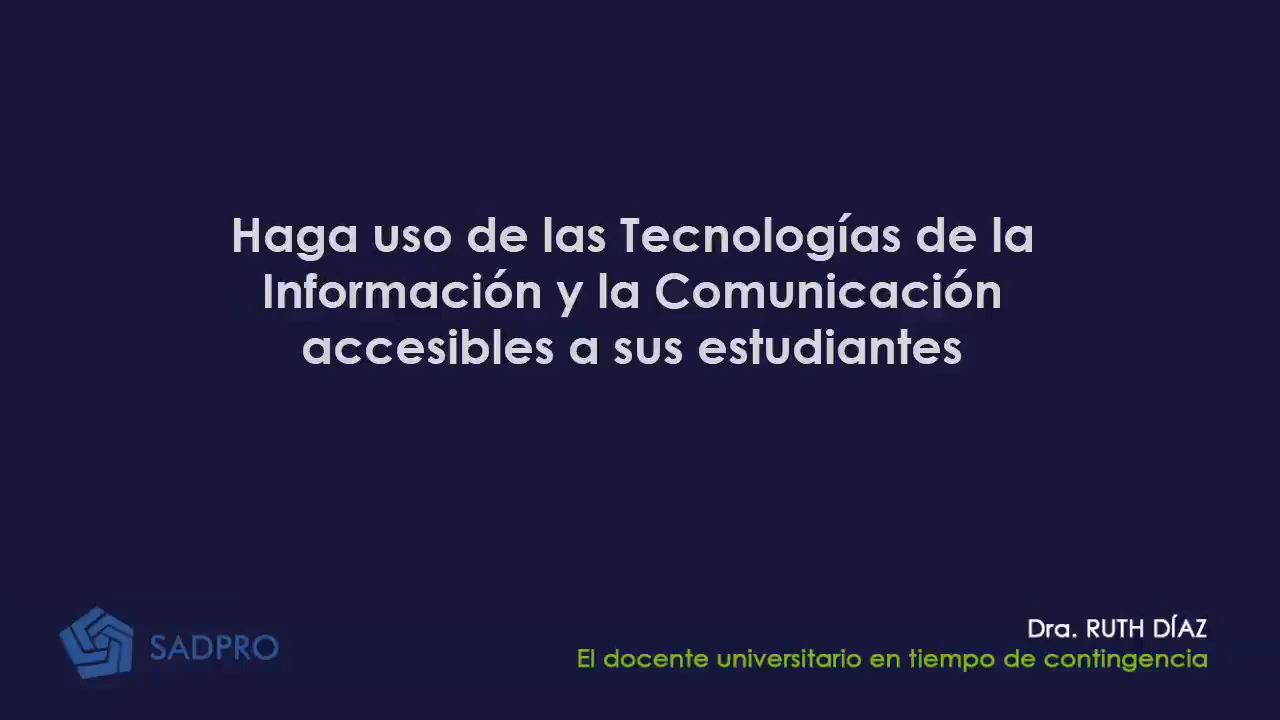 Haga uso de las Tecnologías de la
Información y la Comunicación
accesibles a sus estudiantes
SADPRO
Dra. RUTH DÍAZ
El docente universitario en tiempo de contingencia